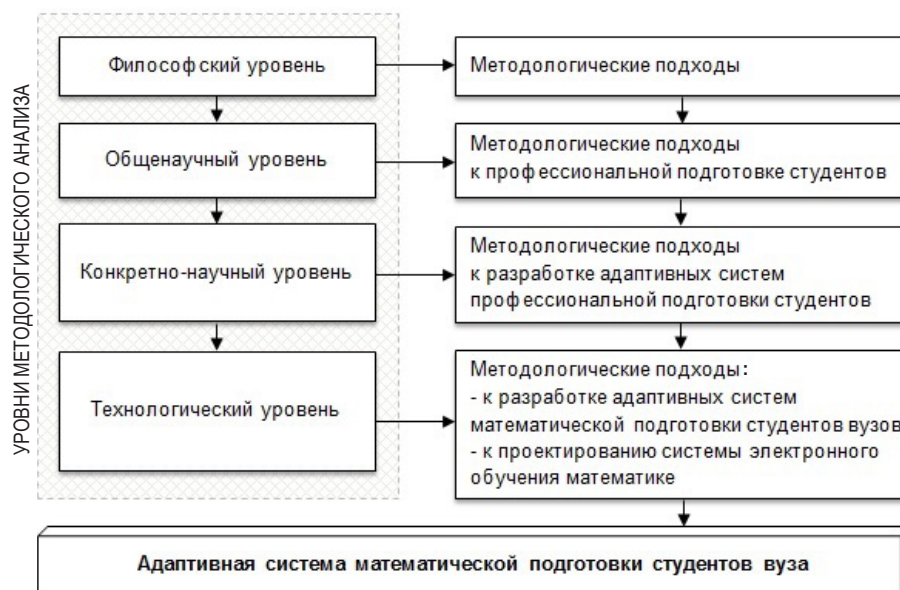 УРОВНИ МЕТОДОЛОГИЧЕСКОГО АНАЛИЗА
Философский уровень
Методологические подходы
Общенаучный уровень
Методологические подходы
к профессиональной подготовке студентов
Конкретно-научный уровень
Методологические подходы
к разработке адаптивных систем
профессиональной подготовки студентов
Технологический уровень
Методологические подходы:
- к разработке адаптивных систем
математической подготовки студентов вузов
- к проектированию системы электронного
обучения математике
Адаптивная система математической подготовки студентов вуза